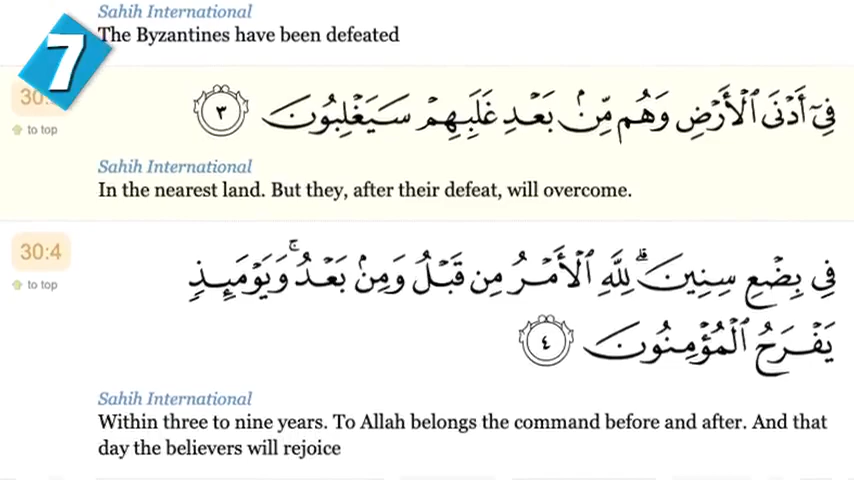 Sahih International
The Byzantines have been defeated
7
30:
to top
فِىٓ أَدْنَى ٱلْأَرْضِ وَهُم مِّنۢ بَعْدِ غَلَبِهِمْ سَيَغْلِبُونَ ٣
Sahih International
In the nearest land. But they, after their defeat, will overcome.
30:4
to top
فِى بِضْعِ سِنِينَ ۗ لِلَّهِ ٱلْأَمْرُ مِن قَبْلُ وَمِنۢ بَعْدُ ۚ وَيَوْمَئِذٍ
يَفْرَحُ ٱلْمُؤْمِنُونَ ٤
Sahih International
Within three to nine years. To Allah belongs the command before and after. And that
day the believers will rejoice